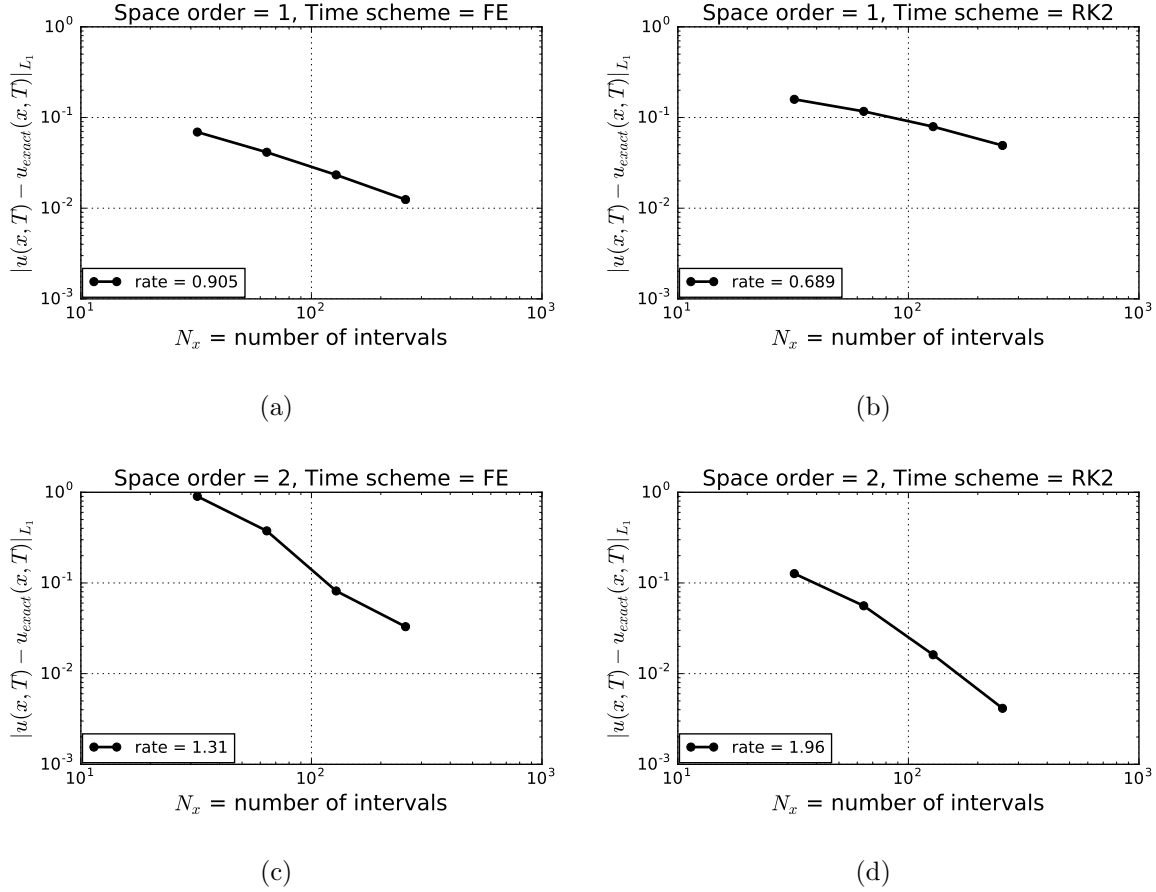 Space order = 1, Time scheme = FE
10^0
10^-1
10^-2
10^-3
|u(x, T) − u_exact(x, T)|_{L_1}
rate = 0.905
10^1
10^2
10^3
N_x = number of intervals
(a)
Space order = 1, Time scheme = RK2
10^0
10^-1
10^-2
10^-3
|u(x, T) − u_exact(x, T)|_{L_1}
rate = 0.689
10^1
10^2
10^3
N_x = number of intervals
(b)
Space order = 2, Time scheme = FE
10^0
10^-1
10^-2
10^-3
|u(x, T) − u_exact(x, T)|_{L_1}
rate = 1.31
10^1
10^2
10^3
N_x = number of intervals
(c)
Space order = 2, Time scheme = RK2
10^0
10^-1
10^-2
10^-3
|u(x, T) − u_exact(x, T)|_{L_1}
rate = 1.96
10^1
10^2
10^3
N_x = number of intervals
(d)